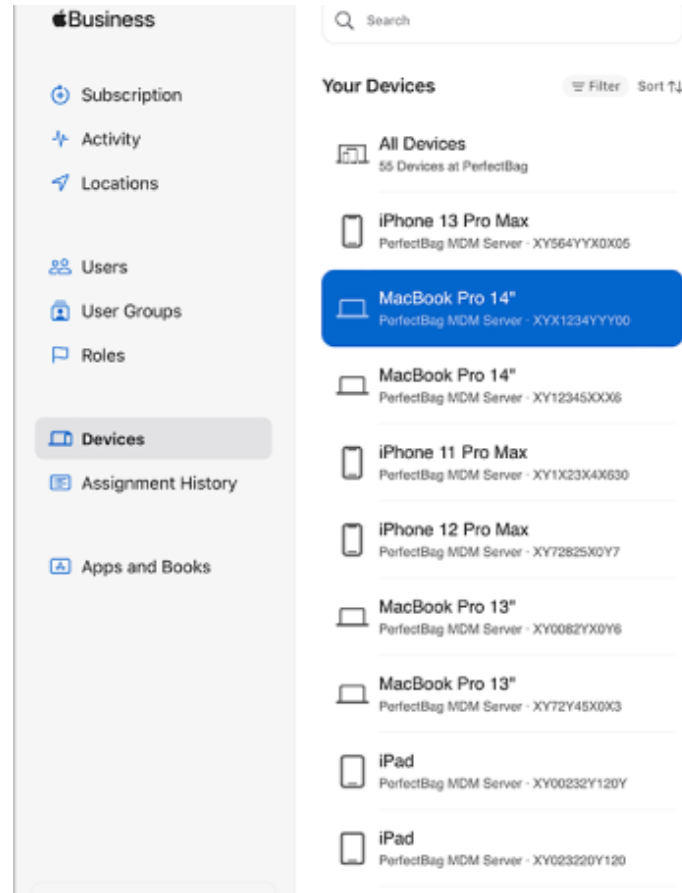 Business
Subscription
Activity
Locations
Users
User Groups
Roles
Devices
Assignment History
Apps and Books
Search
Your Devices
Filter
Sort
All Devices
55 Devices at PerfectBag
iPhone 13 Pro Max
PerfectBag MDM Server · XY564YYX0X05
MacBook Pro 14"
PerfectBag MDM Server · XYX1234YYY00
MacBook Pro 14"
PerfectBag MDM Server · XY12345XXX6
iPhone 11 Pro Max
PerfectBag MDM Server · XY1X23X4X630
iPhone 12 Pro Max
PerfectBag MDM Server · XY72825X0Y7
MacBook Pro 13"
PerfectBag MDM Server · XY0082YX0Y6
MacBook Pro 13"
PerfectBag MDM Server · XY72Y45X0X3
iPad
PerfectBag MDM Server · XY00232Y120Y
iPad
PerfectBag MDM Server · XY023220Y120